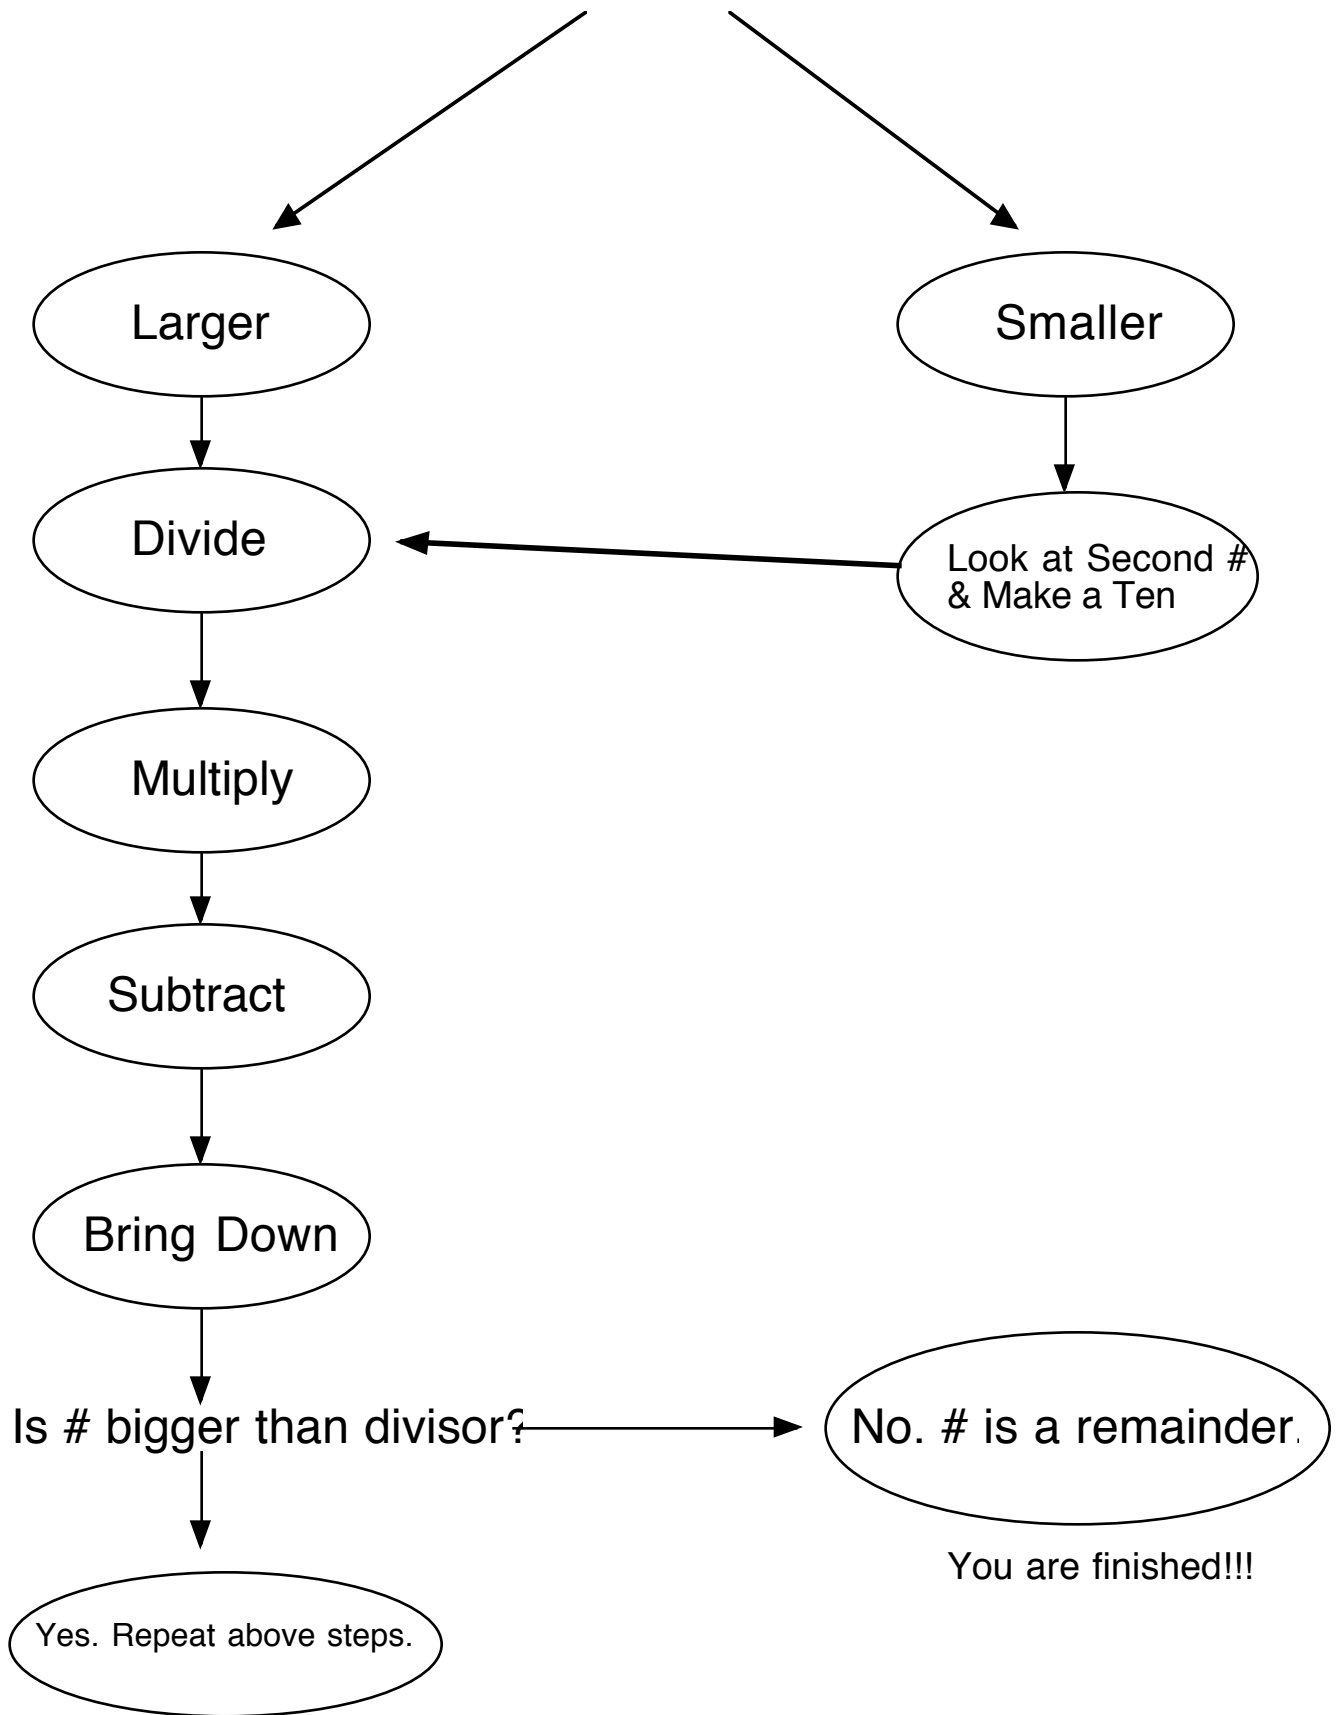 Larger
Smaller
Divide
Look at Second #
& Make a Ten
Multiply
Subtract
Bring Down
Is # bigger than divisor?
No. # is a remainder.
You are finished!!!
Yes. Repeat above steps.